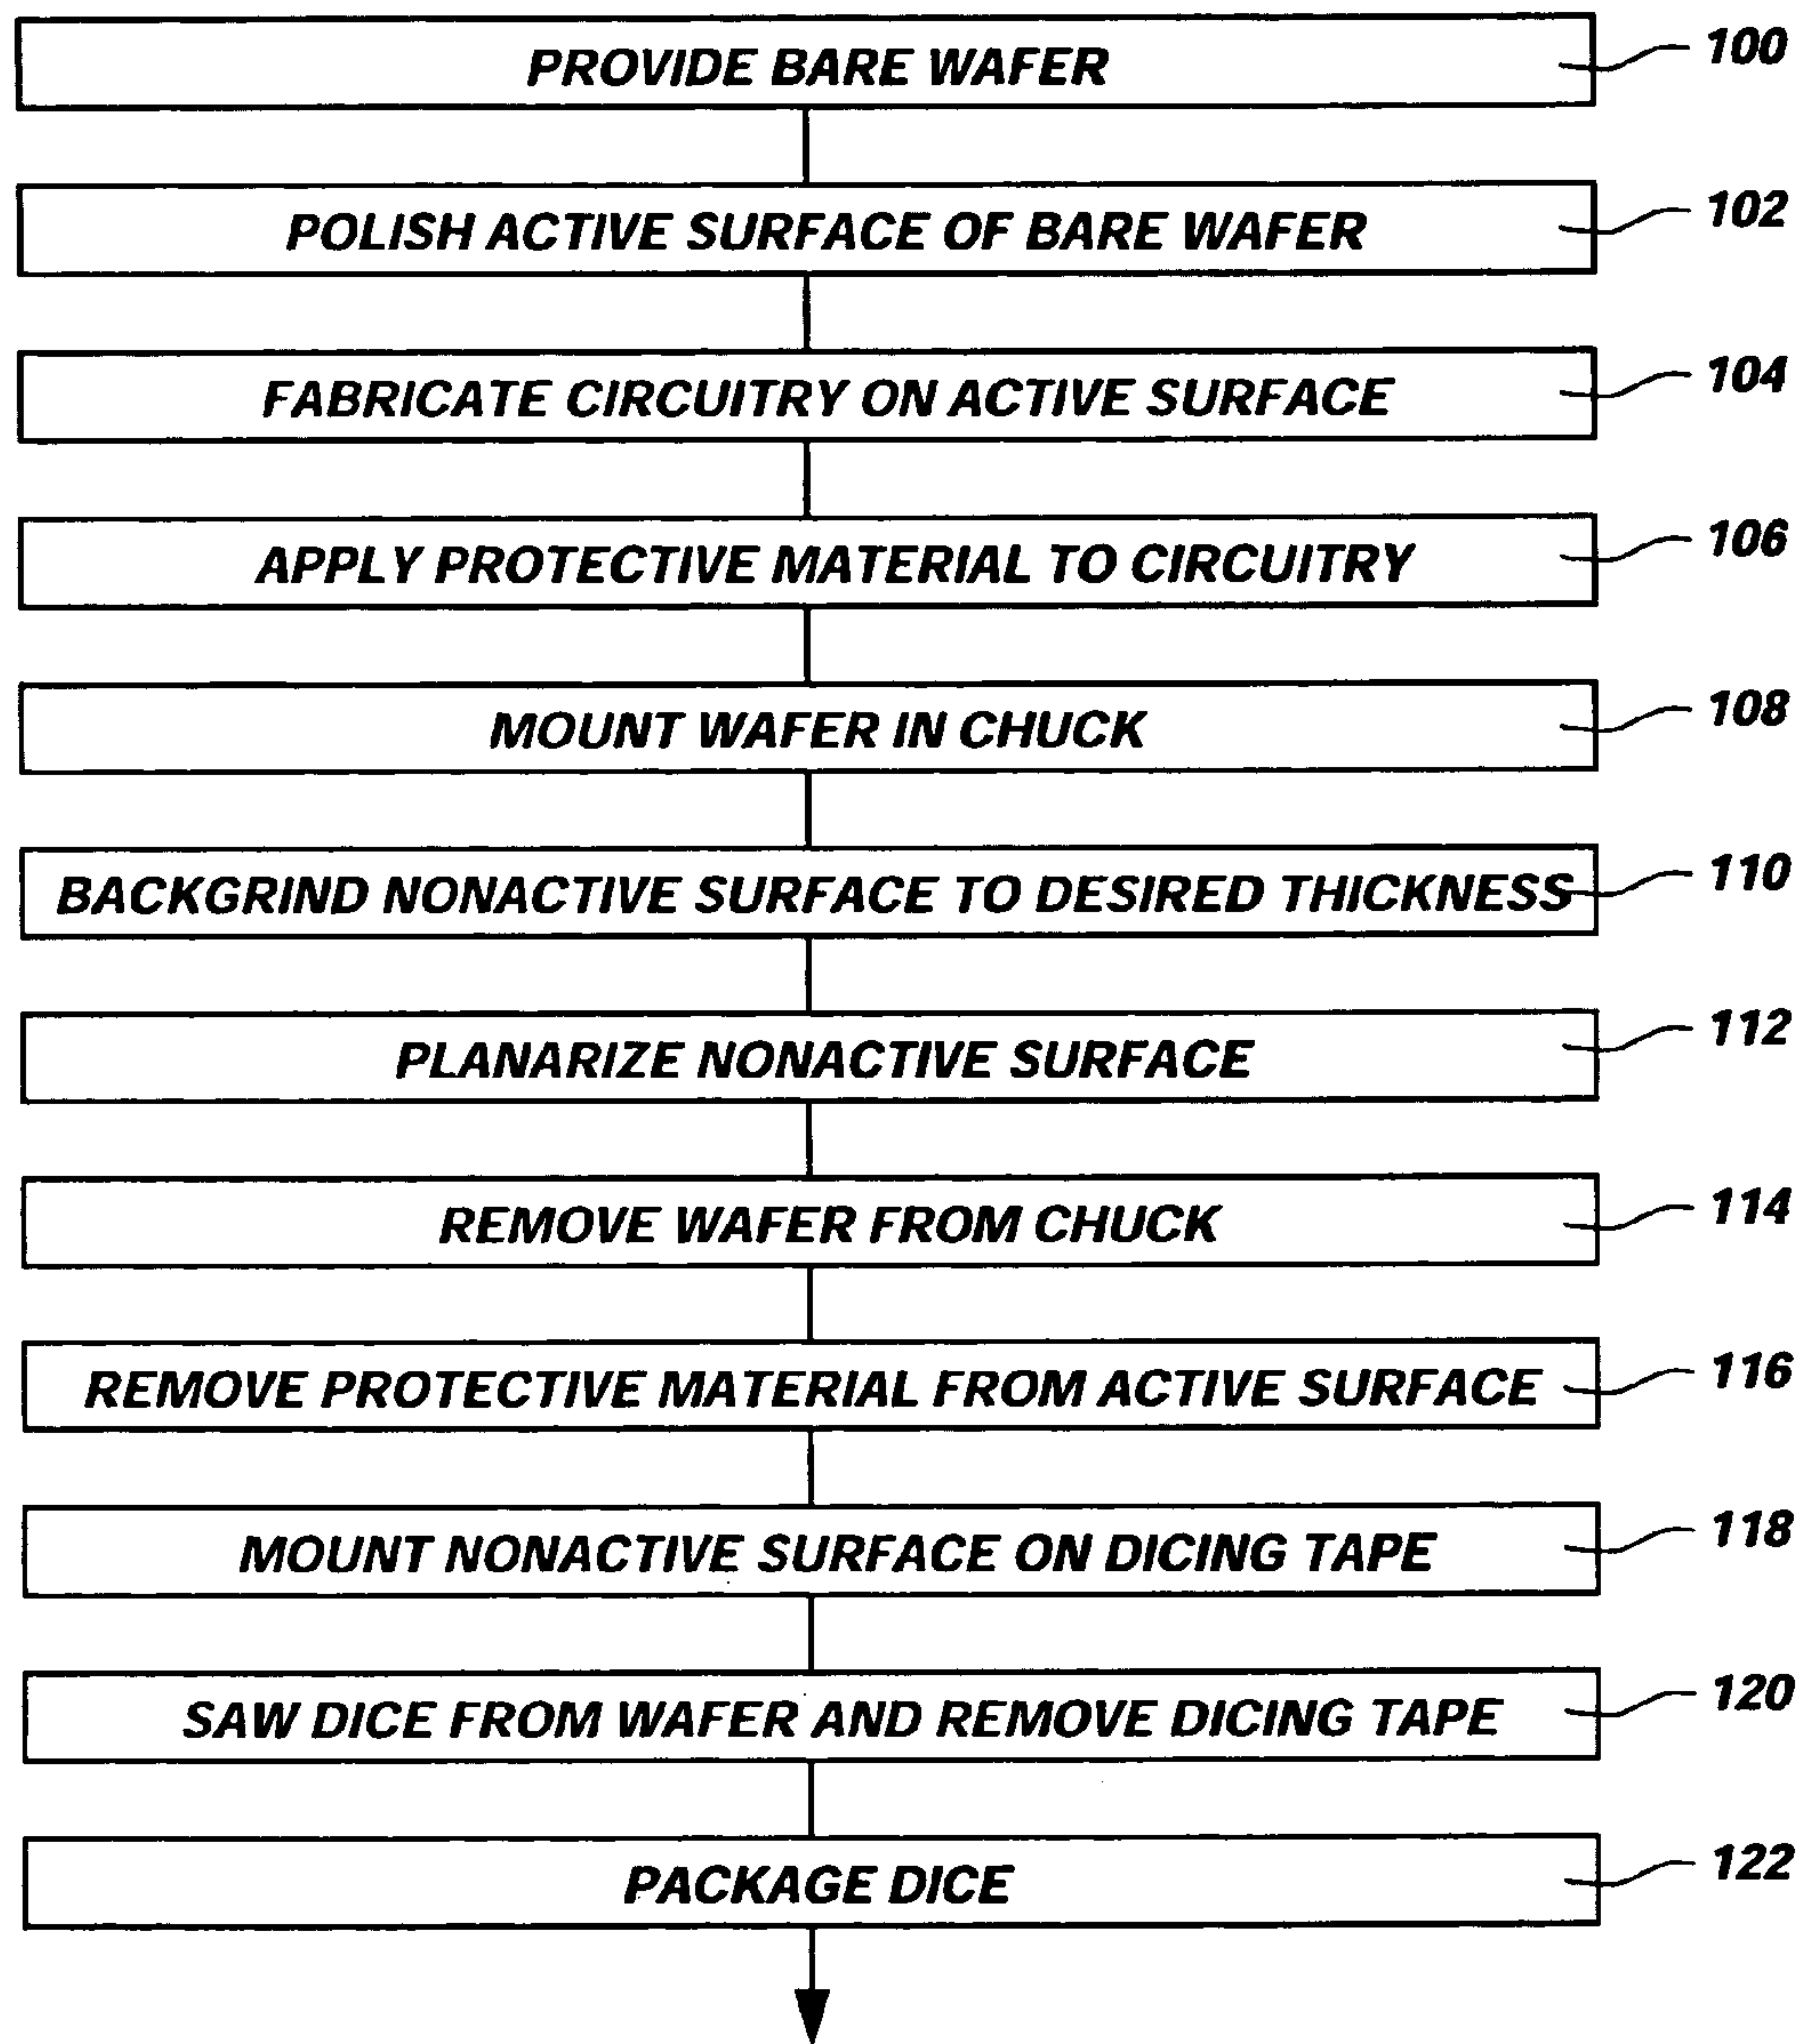 PROVIDE BARE WAFER 100
POLISH ACTIVE SURFACE OF BARE WAFER 102
FABRICATE CIRCUITRY ON ACTIVE SURFACE 104
APPLY PROTECTIVE MATERIAL TO CIRCUITRY 106
MOUNT WAFER IN CHUCK 108
BACKGRIND NONACTIVE SURFACE TO DESIRED THICKNESS 110
PLANARIZE NONACTIVE SURFACE 112
REMOVE WAFER FROM CHUCK 114
REMOVE PROTECTIVE MATERIAL FROM ACTIVE SURFACE 116
MOUNT NONACTIVE SURFACE ON DICING TAPE 118
SAW DICE FROM WAFER AND REMOVE DICING TAPE 120
PACKAGE DICE 122